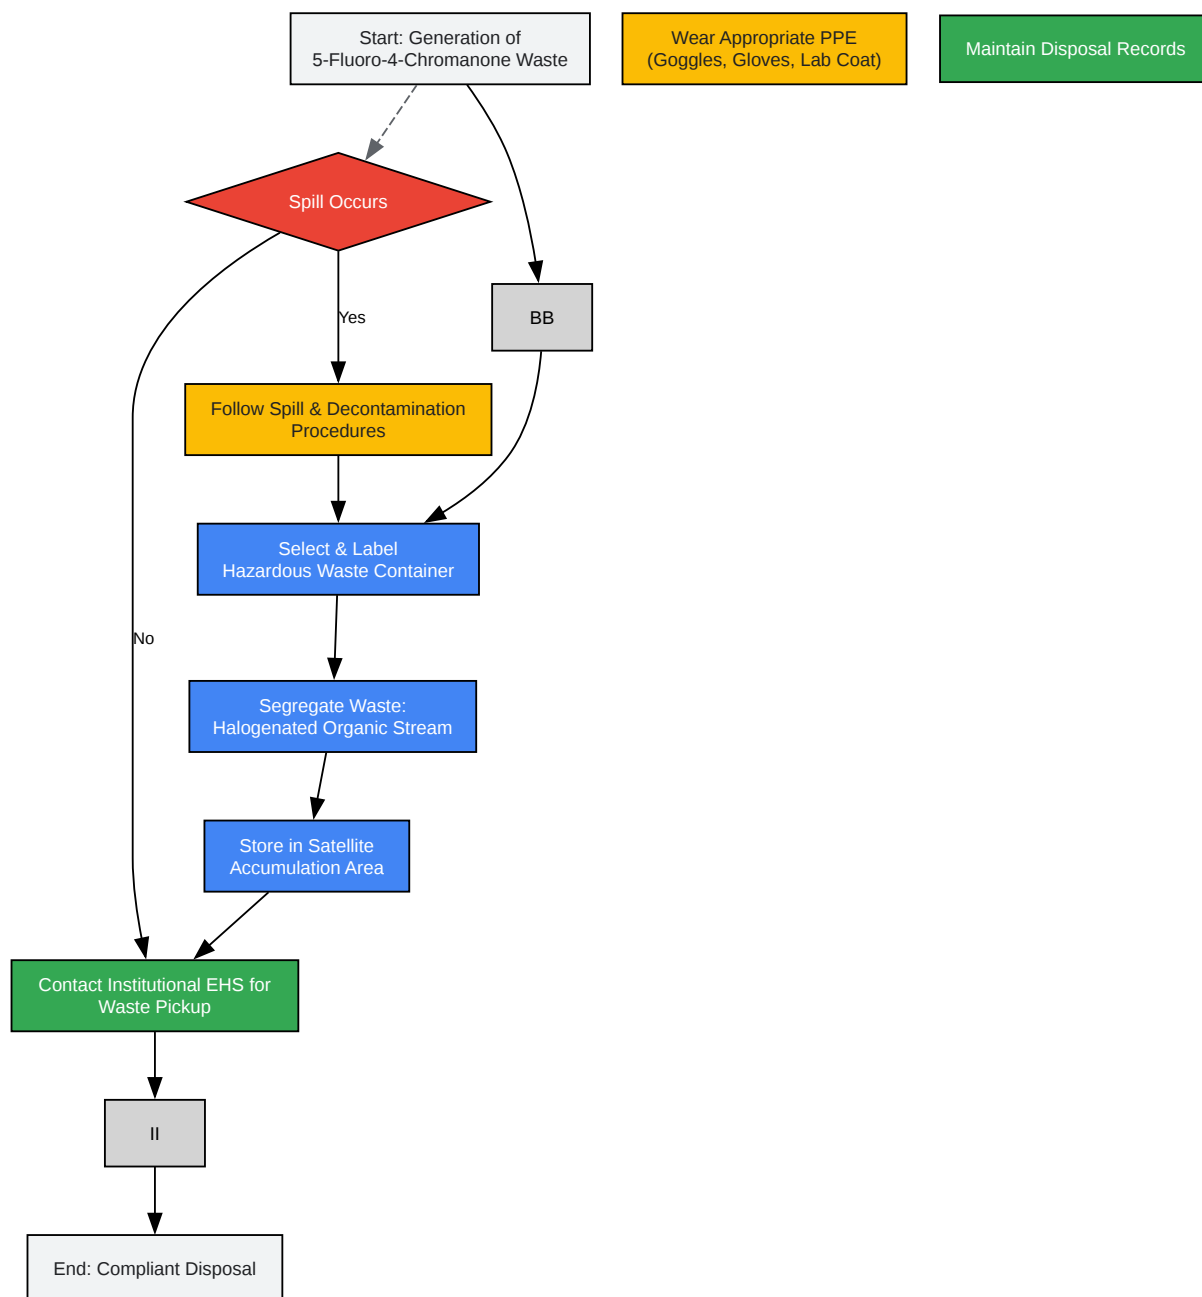 Start: Generation of
5-Fluoro-4-Chromanone Waste
Wear Appropriate PPE
(Goggles, Gloves, Lab Coat)
Maintain Disposal Records
Spill Occurs
Yes
BB
Follow Spill & Decontamination
Procedures
Select & Label
Hazardous Waste Container
No
Segregate Waste:
Halogenated Organic Stream
Store in Satellite
Accumulation Area
Contact Institutional EHS for
Waste Pickup
II
End: Compliant Disposal